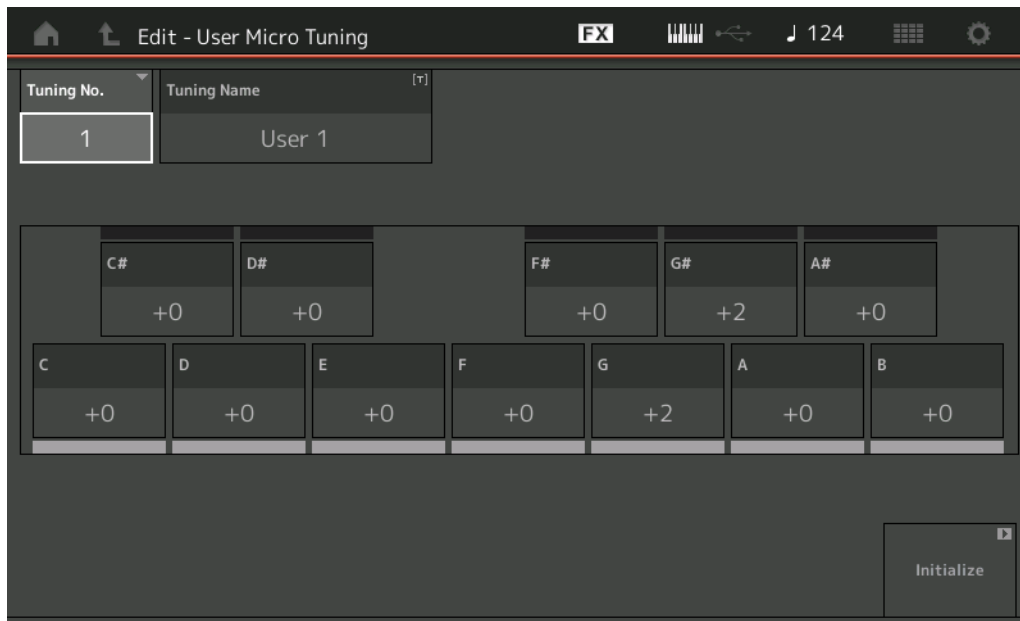 Edit - User Micro Tuning FX 124
Tuning No. Tuning Name [T]
1 User 1
C# D# F# G# A#
+0 +0 +0 +2 +0
C D E F G A B
+0 +0 +0 +0 +2 +0 +0
Initialize